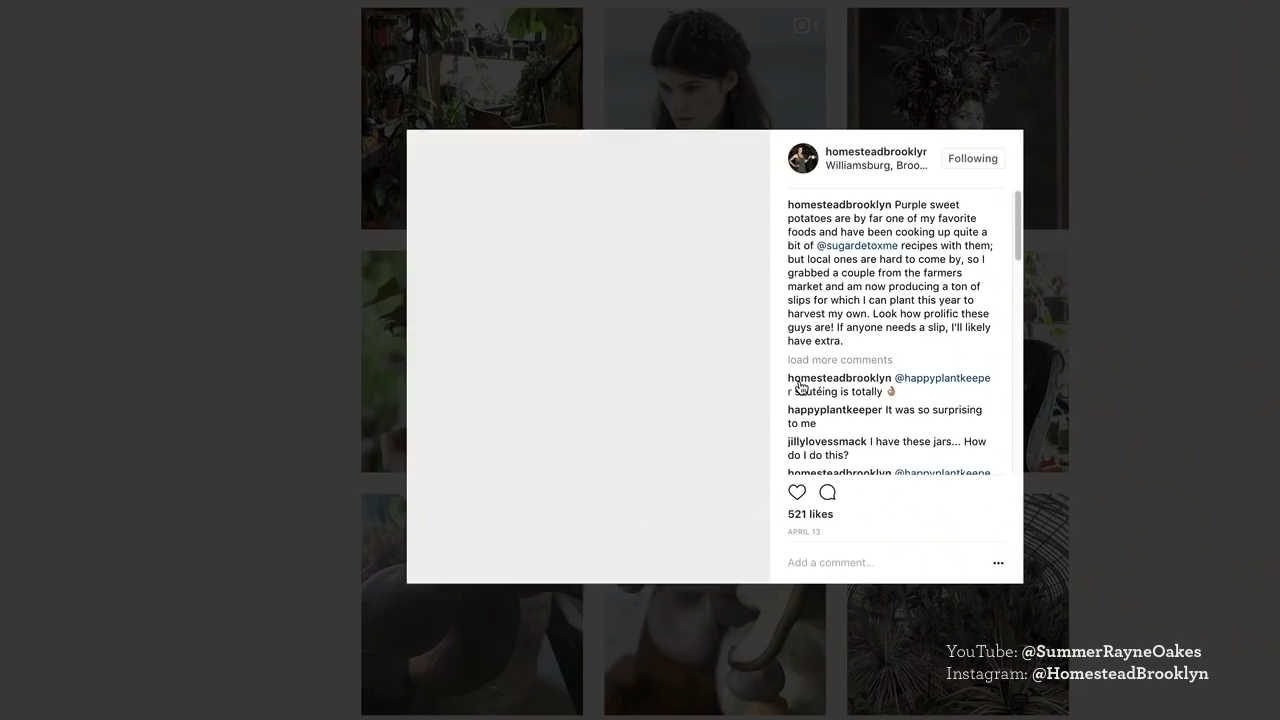 homesteadbrooklyr
Williamsburg, Broo...
Following
homesteadbrooklyn Purple sweet
potatoes are by far one of my favorite
foods and have been cooking up quite a
bit of @sugardetoxme recipes with them;
but local ones are hard to come by, so I
grabbed a couple from the farmers
market and am now producing a ton of
slips for which I can plant this year to
harvest my own. Look how prolific these
guys are! If anyone needs a slip, I'll likely
have extra.
load more comments
homesteadbrooklyn @happyplantkeepe
r sautéing is totally 👌🏽
happyplantkeeper It was so surprising
to me
jillylovessmack I have these jars... How
do I do this?
homesteadbrooklyn @happyplantkeepe
521 likes
APRIL 13
Add a comment...
YouTube: @SummerRayneOakes
Instagram: @HomesteadBrooklyn